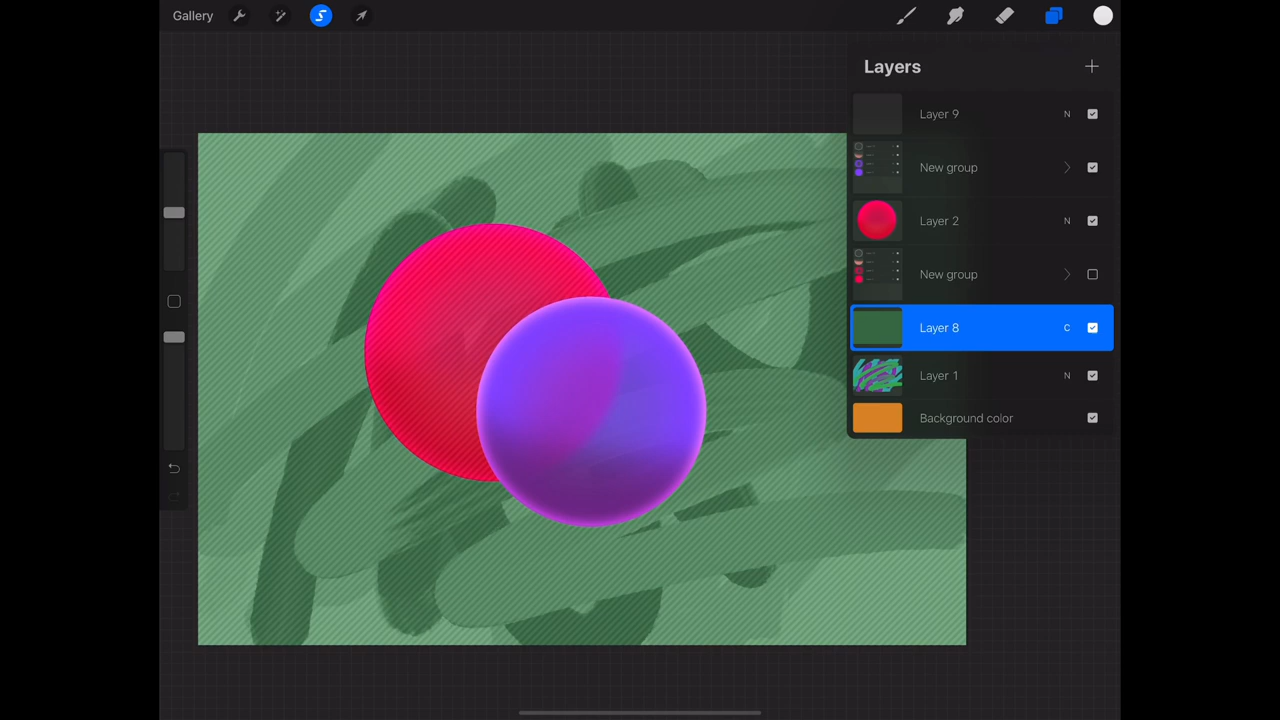 Gallery
Layers
Layer 9 N
New group
Layer 2 N
New group
Layer 8 C
Layer 1 N
Background color